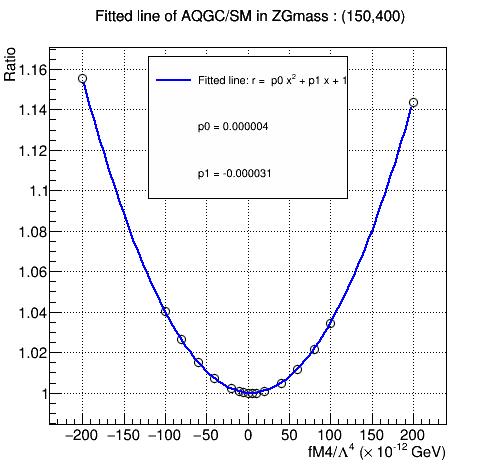 Fitted line of AQGC/SM in ZGmass : (150,400)
Ratio
1.16
1.14
1.12
1.1
1.08
1.06
1.04
1.02
1
Fitted line: r = p0 x² + p1 x + 1
p0 = 0.000004
p1 = -0.000031
−200 −150 −100 −50 0 50 100 150 200
fM4/Λ⁴ (× 10⁻¹² GeV)